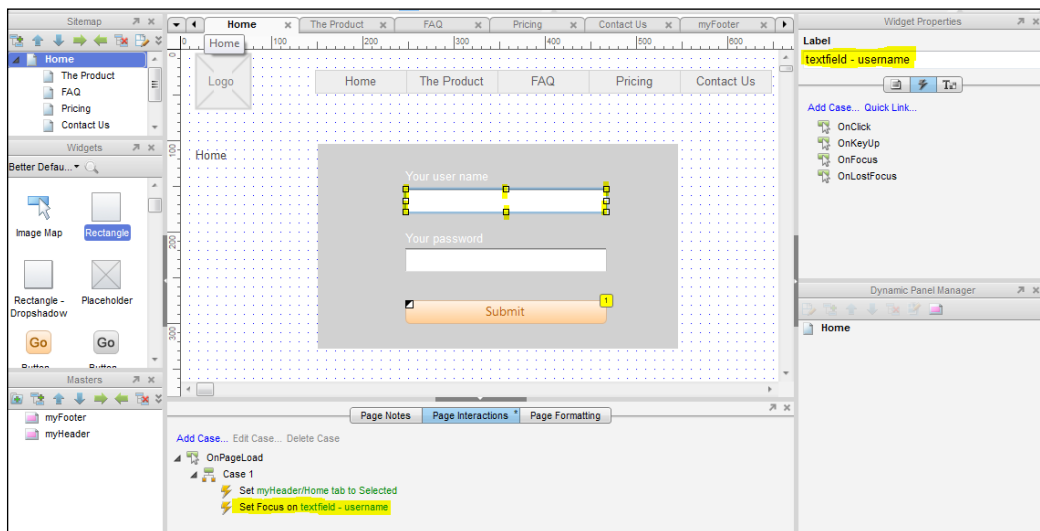 Sitemap
Home
The Product
FAQ
Pricing
Contact Us
Widgets
Better Defau...
Image Map
Rectangle
Rectangle - Dropshadow
Placeholder
Go
Go
Masters
myFooter
myHeader
Home
The Product
FAQ
Pricing
Contact Us
myFooter
Home
0 100 200 300 400 500 600
0
100
200
300
Logo
Home
The Product
FAQ
Pricing
Contact Us
Home
Your user name
Your password
Submit
1
Page Notes
Page Interactions *
Page Formatting
Add Case... Edit Case... Delete Case
OnPageLoad
Case 1
Set myHeader/Home tab to Selected
Set Focus on textfield - username
Widget Properties
Label
textfield - username
Add Case... Quick Link...
OnClick
OnKeyUp
OnFocus
OnLostFocus
Dynamic Panel Manager
Home